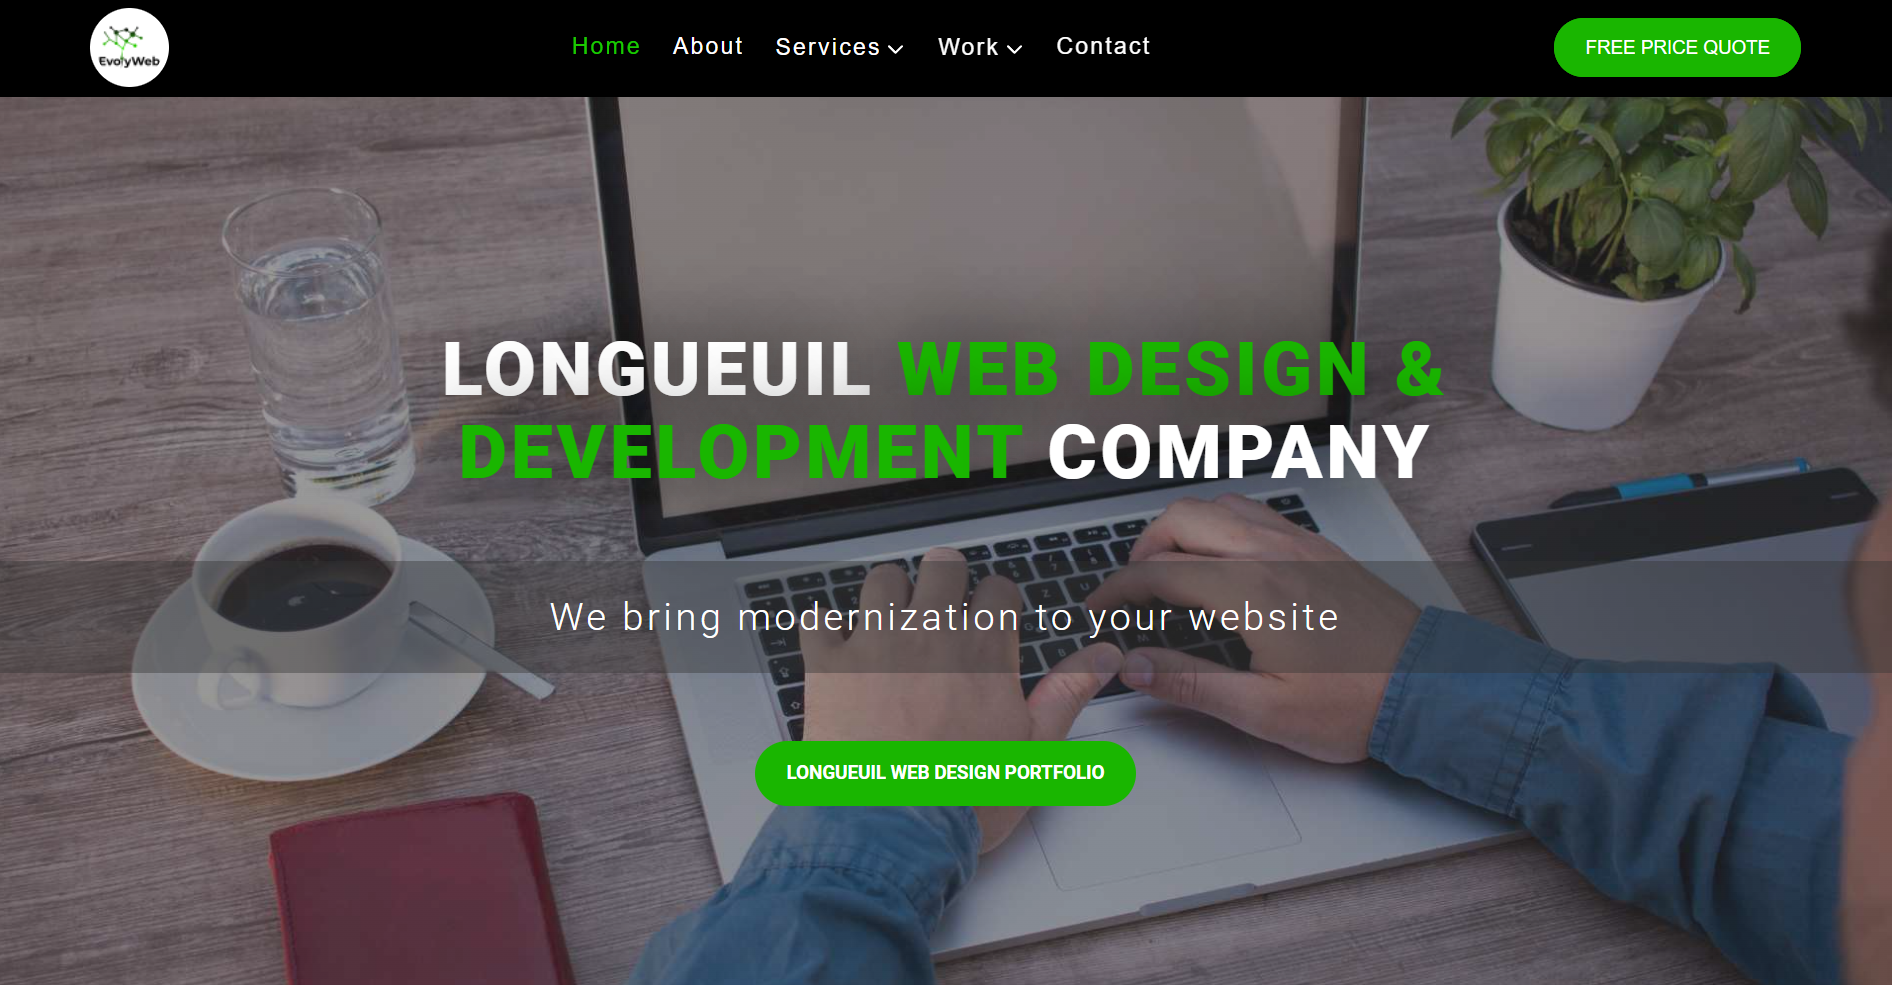 EvolyWeb
Home
About
Services
Work
Contact
FREE PRICE QUOTE
LONGUEUIL WEB DESIGN &
DEVELOPMENT COMPANY
We bring modernization to your website
LONGUEUIL WEB DESIGN PORTFOLIO